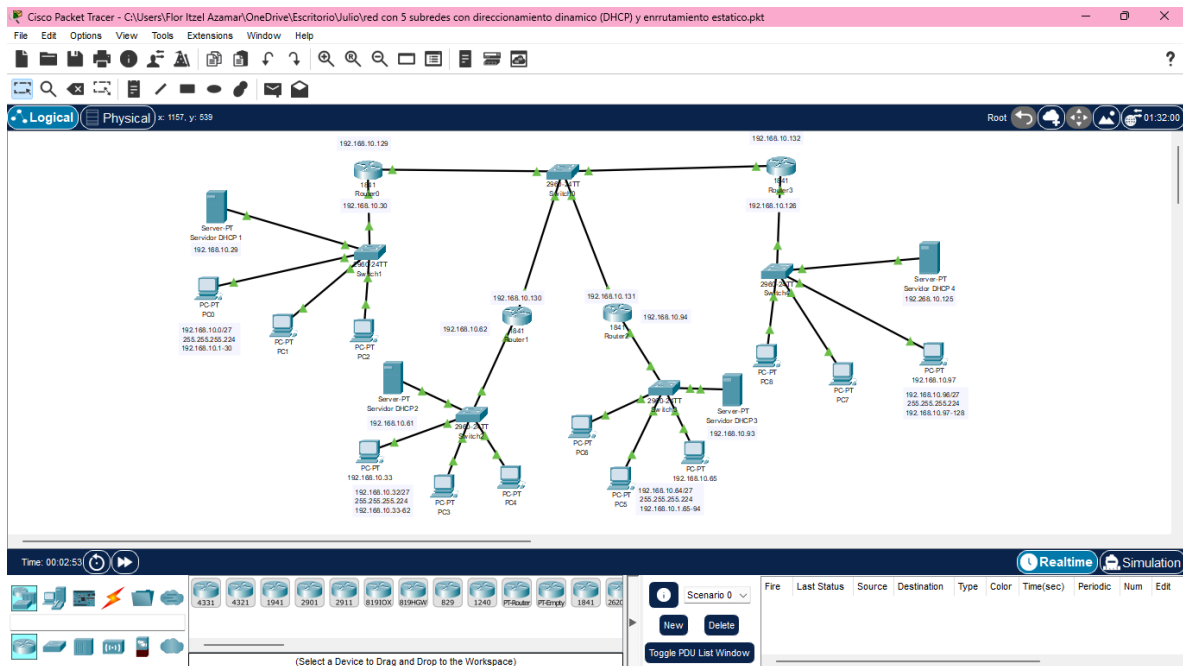 Cisco Packet Tracer - C:\Users\Flor Itzel Azamar\OneDrive\Escritorio\Julio\red con 5 subredes con direccionamiento dinamico (DHCP) y enrrutamiento estatico.pkt
File Edit Options View Tools Extensions Window Help
?
Logical Physical x: 1157, y: 539 Root 01:32:00
192.168.10.129
1841
Router0
192.168.10.30
Server-PT
Servidor DHCP 1
192.168.10.29
2960-24TT
Switch1
PC-PT
PC0
192.168.10.0/27
255.255.255.224
192.168.10.1-30
PC-PT
PC1
PC-PT
PC2
2960-24TT
Switch0
192.168.10.132
1841
Router3
192.168.10.126
2960-24TT
Server-PT
Servidor DHCP 4
192.268.10.125
PC-PT
PC8
PC-PT
PC7
PC-PT
192.168.10.97
192.168.10.96/27
255.255.255.224
192.168.10.97-128
192.168.10.130
192.168.10.62
1841
Router1
192.168.10.131
192.168.10.94
1841
Router2
Server-PT
Servidor DHCP2
192.168.10.61
2960-24TT
Switch2
PC-PT
192.168.10.33
192.168.10.32/27
255.255.255.224
192.168.10.33-62
PC-PT
PC3
PC-PT
PC4
2960-24TT
Switch3
Server-PT
Servidor DHCP3
192.168.10.93
PC-PT
PC6
PC-PT
PC5
PC-PT
192.168.10.65
192.168.10.64/27
255.255.255.224
192.168.10.1.65-94
Time: 00:02:53 Realtime Simulation
4331 4321 1941 2901 2911 819IOX 819HGW 829 1240 PT-Router PT-Empty 1841 2620
(Select a Device to Drag and Drop to the Workspace)
Scenario 0
New Delete
Toggle PDU List Window
Fire Last Status Source Destination Type Color Time(sec) Periodic Num Edit